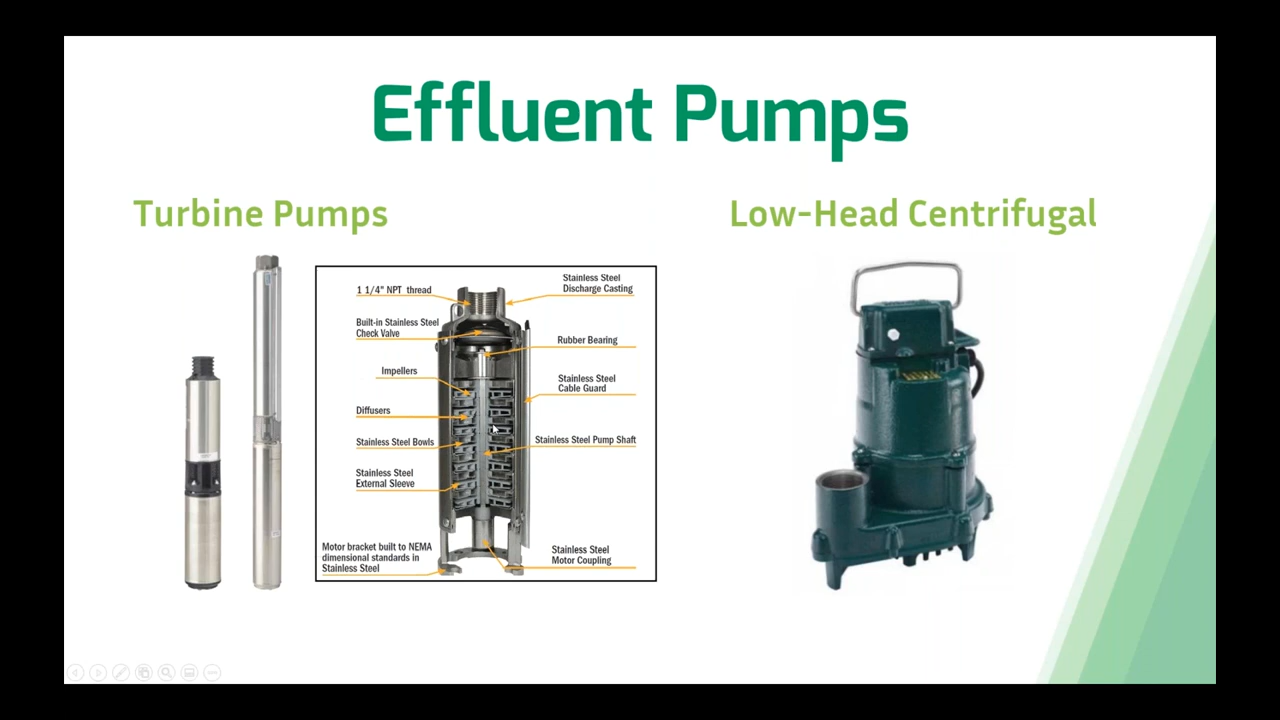 Effluent Pumps
Turbine Pumps
Low-Head Centrifugal
1 1/4" NPT thread
Stainless Steel
Discharge Casting
Built-in Stainless Steel
Check Valve
Rubber Bearing
Impellers
Stainless Steel
Cable Guard
Diffusers
Stainless Steel Bowls
Stainless Steel Pump Shaft
Stainless Steel
External Sleeve
Motor bracket built to NEMA
dimensional standards in
Stainless Steel
Stainless Steel
Motor Coupling